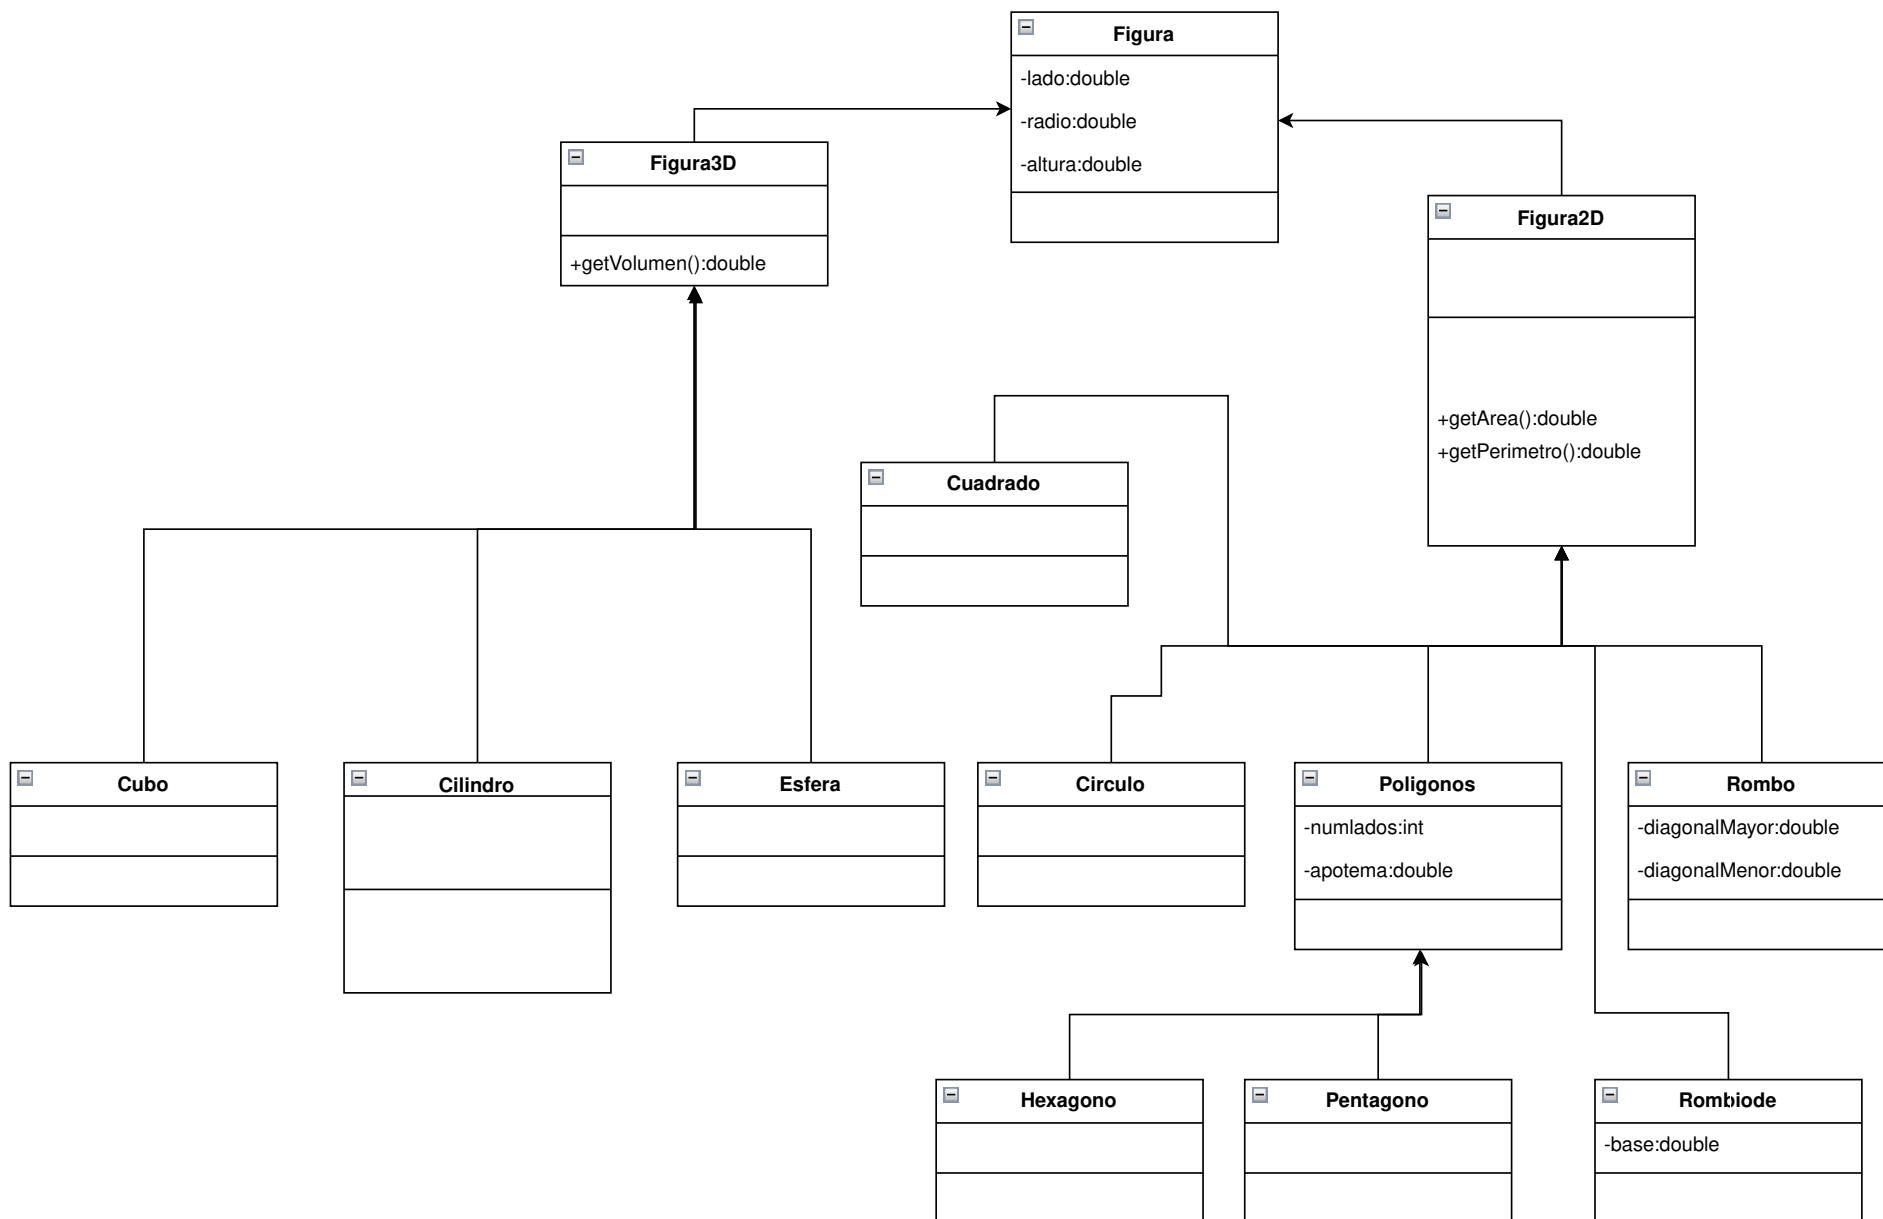 Figura
-lado:double
-radio:double
-altura:double
Figura3D
+getVolumen():double
Figura2D
+getArea():double
+getPerimetro():double
Cuadrado
Cubo
Cilindro
Esfera
Circulo
Poligonos
-numlados:int
-apotema:double
Rombo
-diagonalMayor:double
-diagonalMenor:double
Hexagono
Pentagono
Rombiode
-base:double